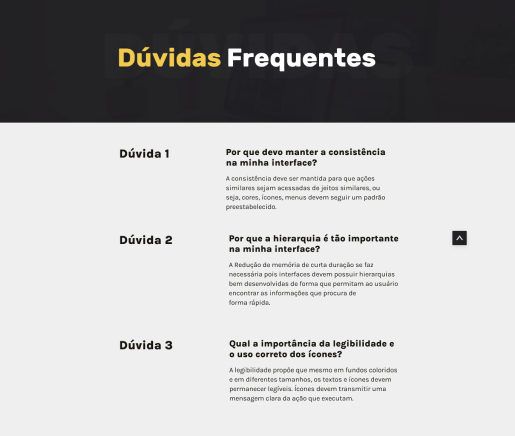 DÚVIDAS
Dúvidas Frequentes
Dúvida 1
Por que devo manter a consistência
na minha interface?
A consistência deve ser mantida para que ações
similares sejam acessadas de jeitos similares, ou
seja, cores, ícones, menus devem seguir um padrão
preestabelecido.
Dúvida 2
Por que a hierarquia é tão importante
na minha interface?
A Redução de memória de curta duração se faz
necessária pois interfaces devem possuir hierarquias
bem desenvolvidas de forma que permitam ao usuário
encontrar as informações que procura de
forma rápida.
Dúvida 3
Qual a importância da legibilidade e
o uso correto dos ícones?
A legibilidade propõe que mesmo em fundos coloridos
e em diferentes tamanhos, os textos e ícones devem
permanecer legíveis. Ícones devem transmitir uma
mensagem clara da ação que executam.